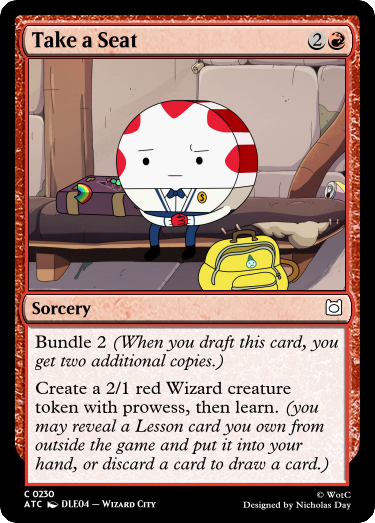 Take a Seat 2
Sorcery
Bundle 2 (When you draft this card, you
get two additional copies.)
Create a 2/1 red Wizard creature
token with prowess, then learn. (you
may reveal a Lesson card you own from
outside the game and put it into your
hand, or discard a card to draw a card.)
C 0230 © WotC
ATC DLE04 – Wizard City Designed by Nicholas Day